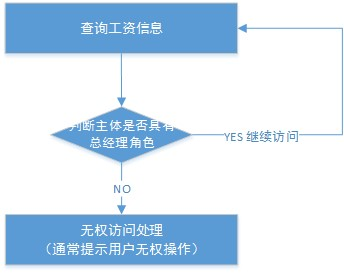 查询工资信息
判断主体是否具有
总经理角色
YES 继续访问
NO
无权访问处理
（通常提示用户无权操作）